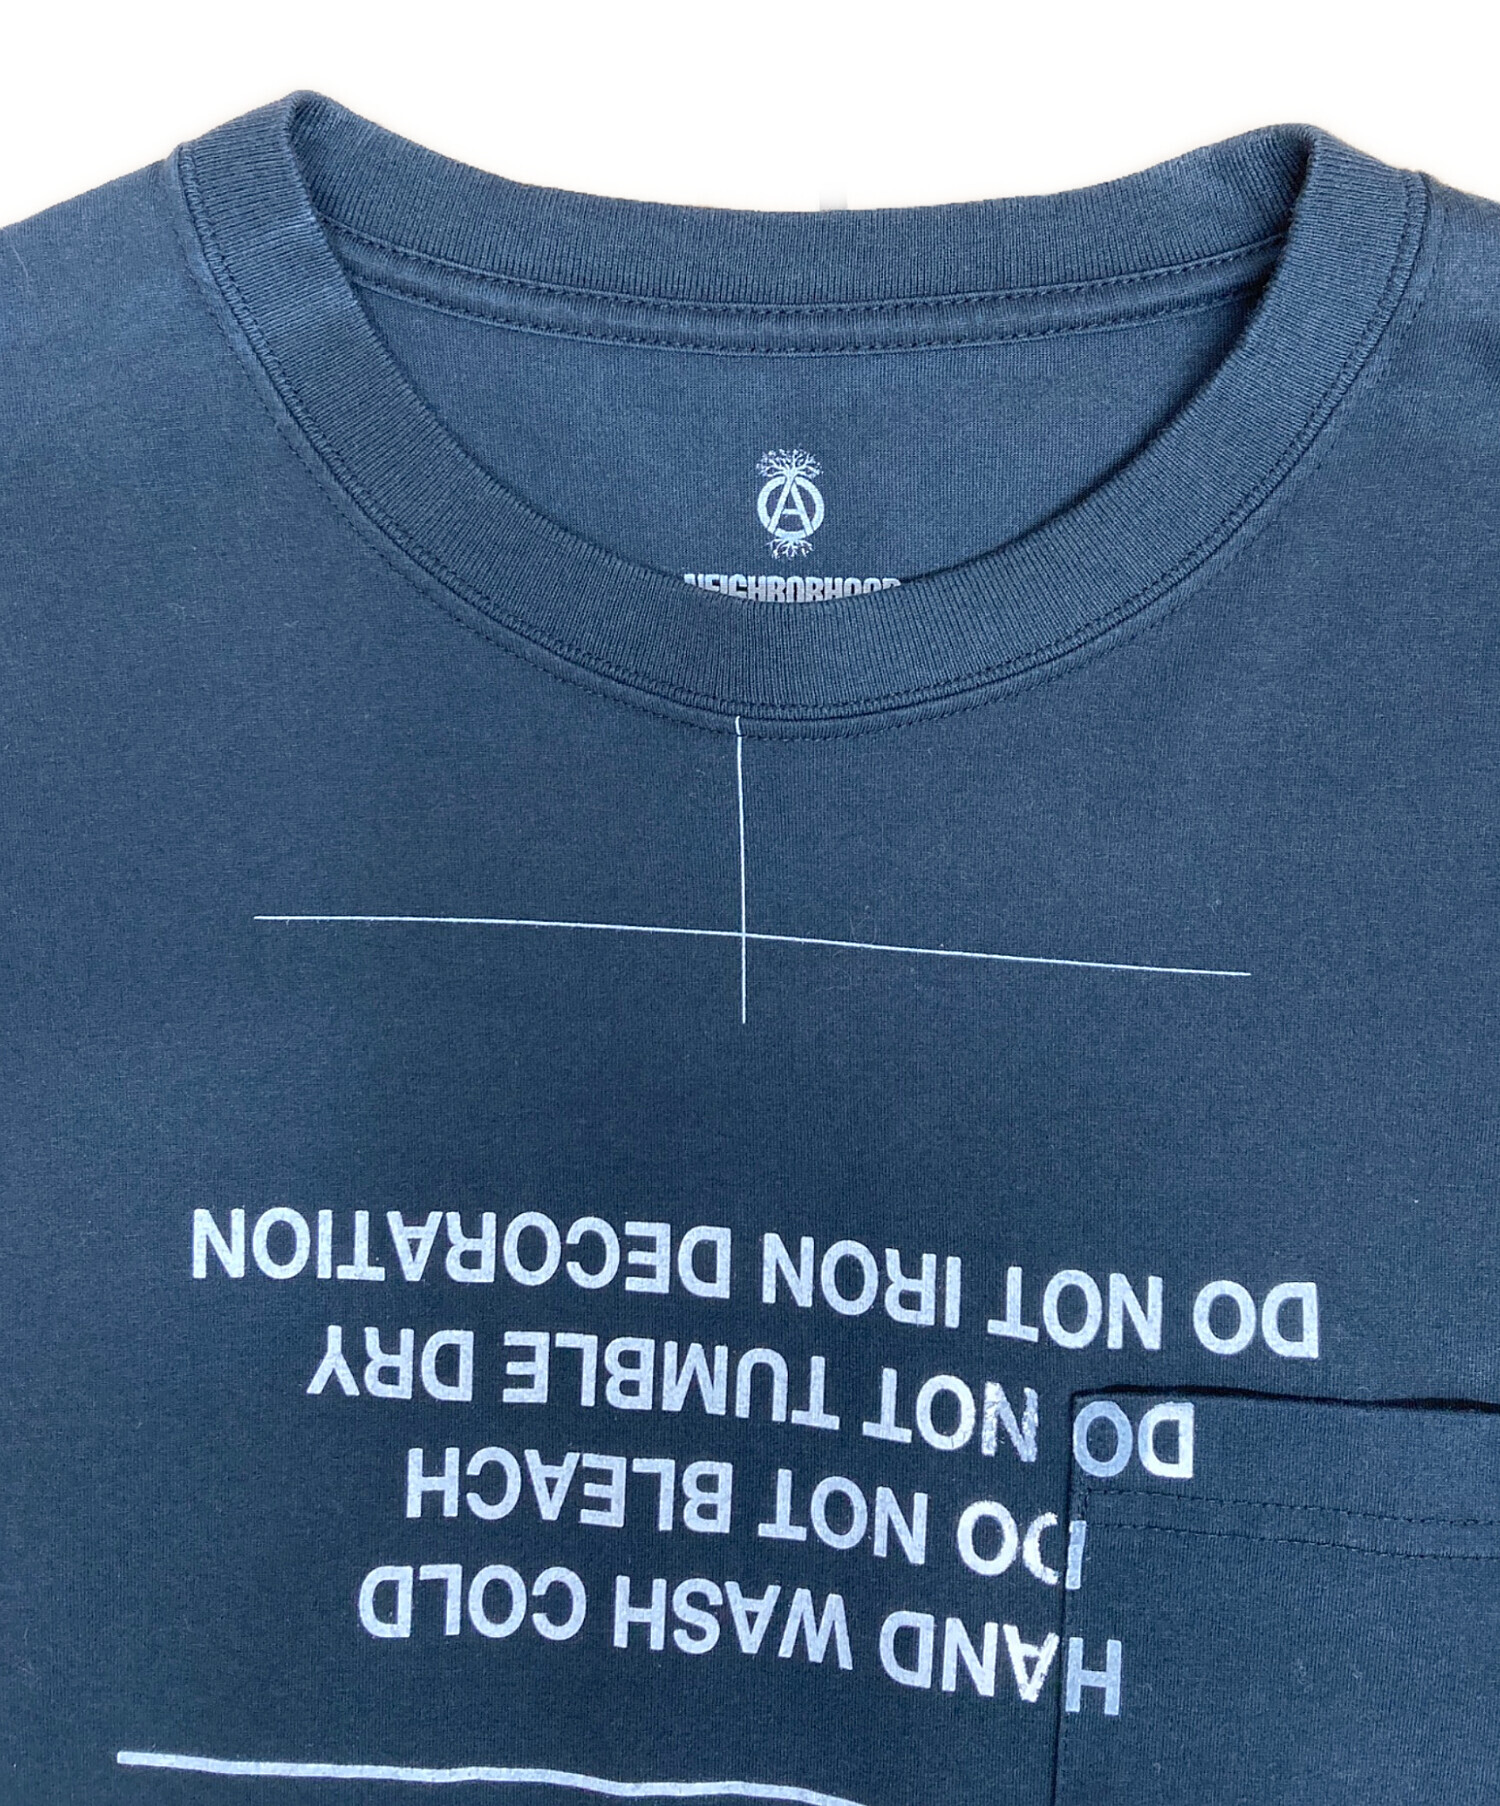 NEIGHBORHOOD
HAND WASH COLD
DO NOT BLEACH
DO NOT TUMBLE DRY
DO NOT IRON DECORATION